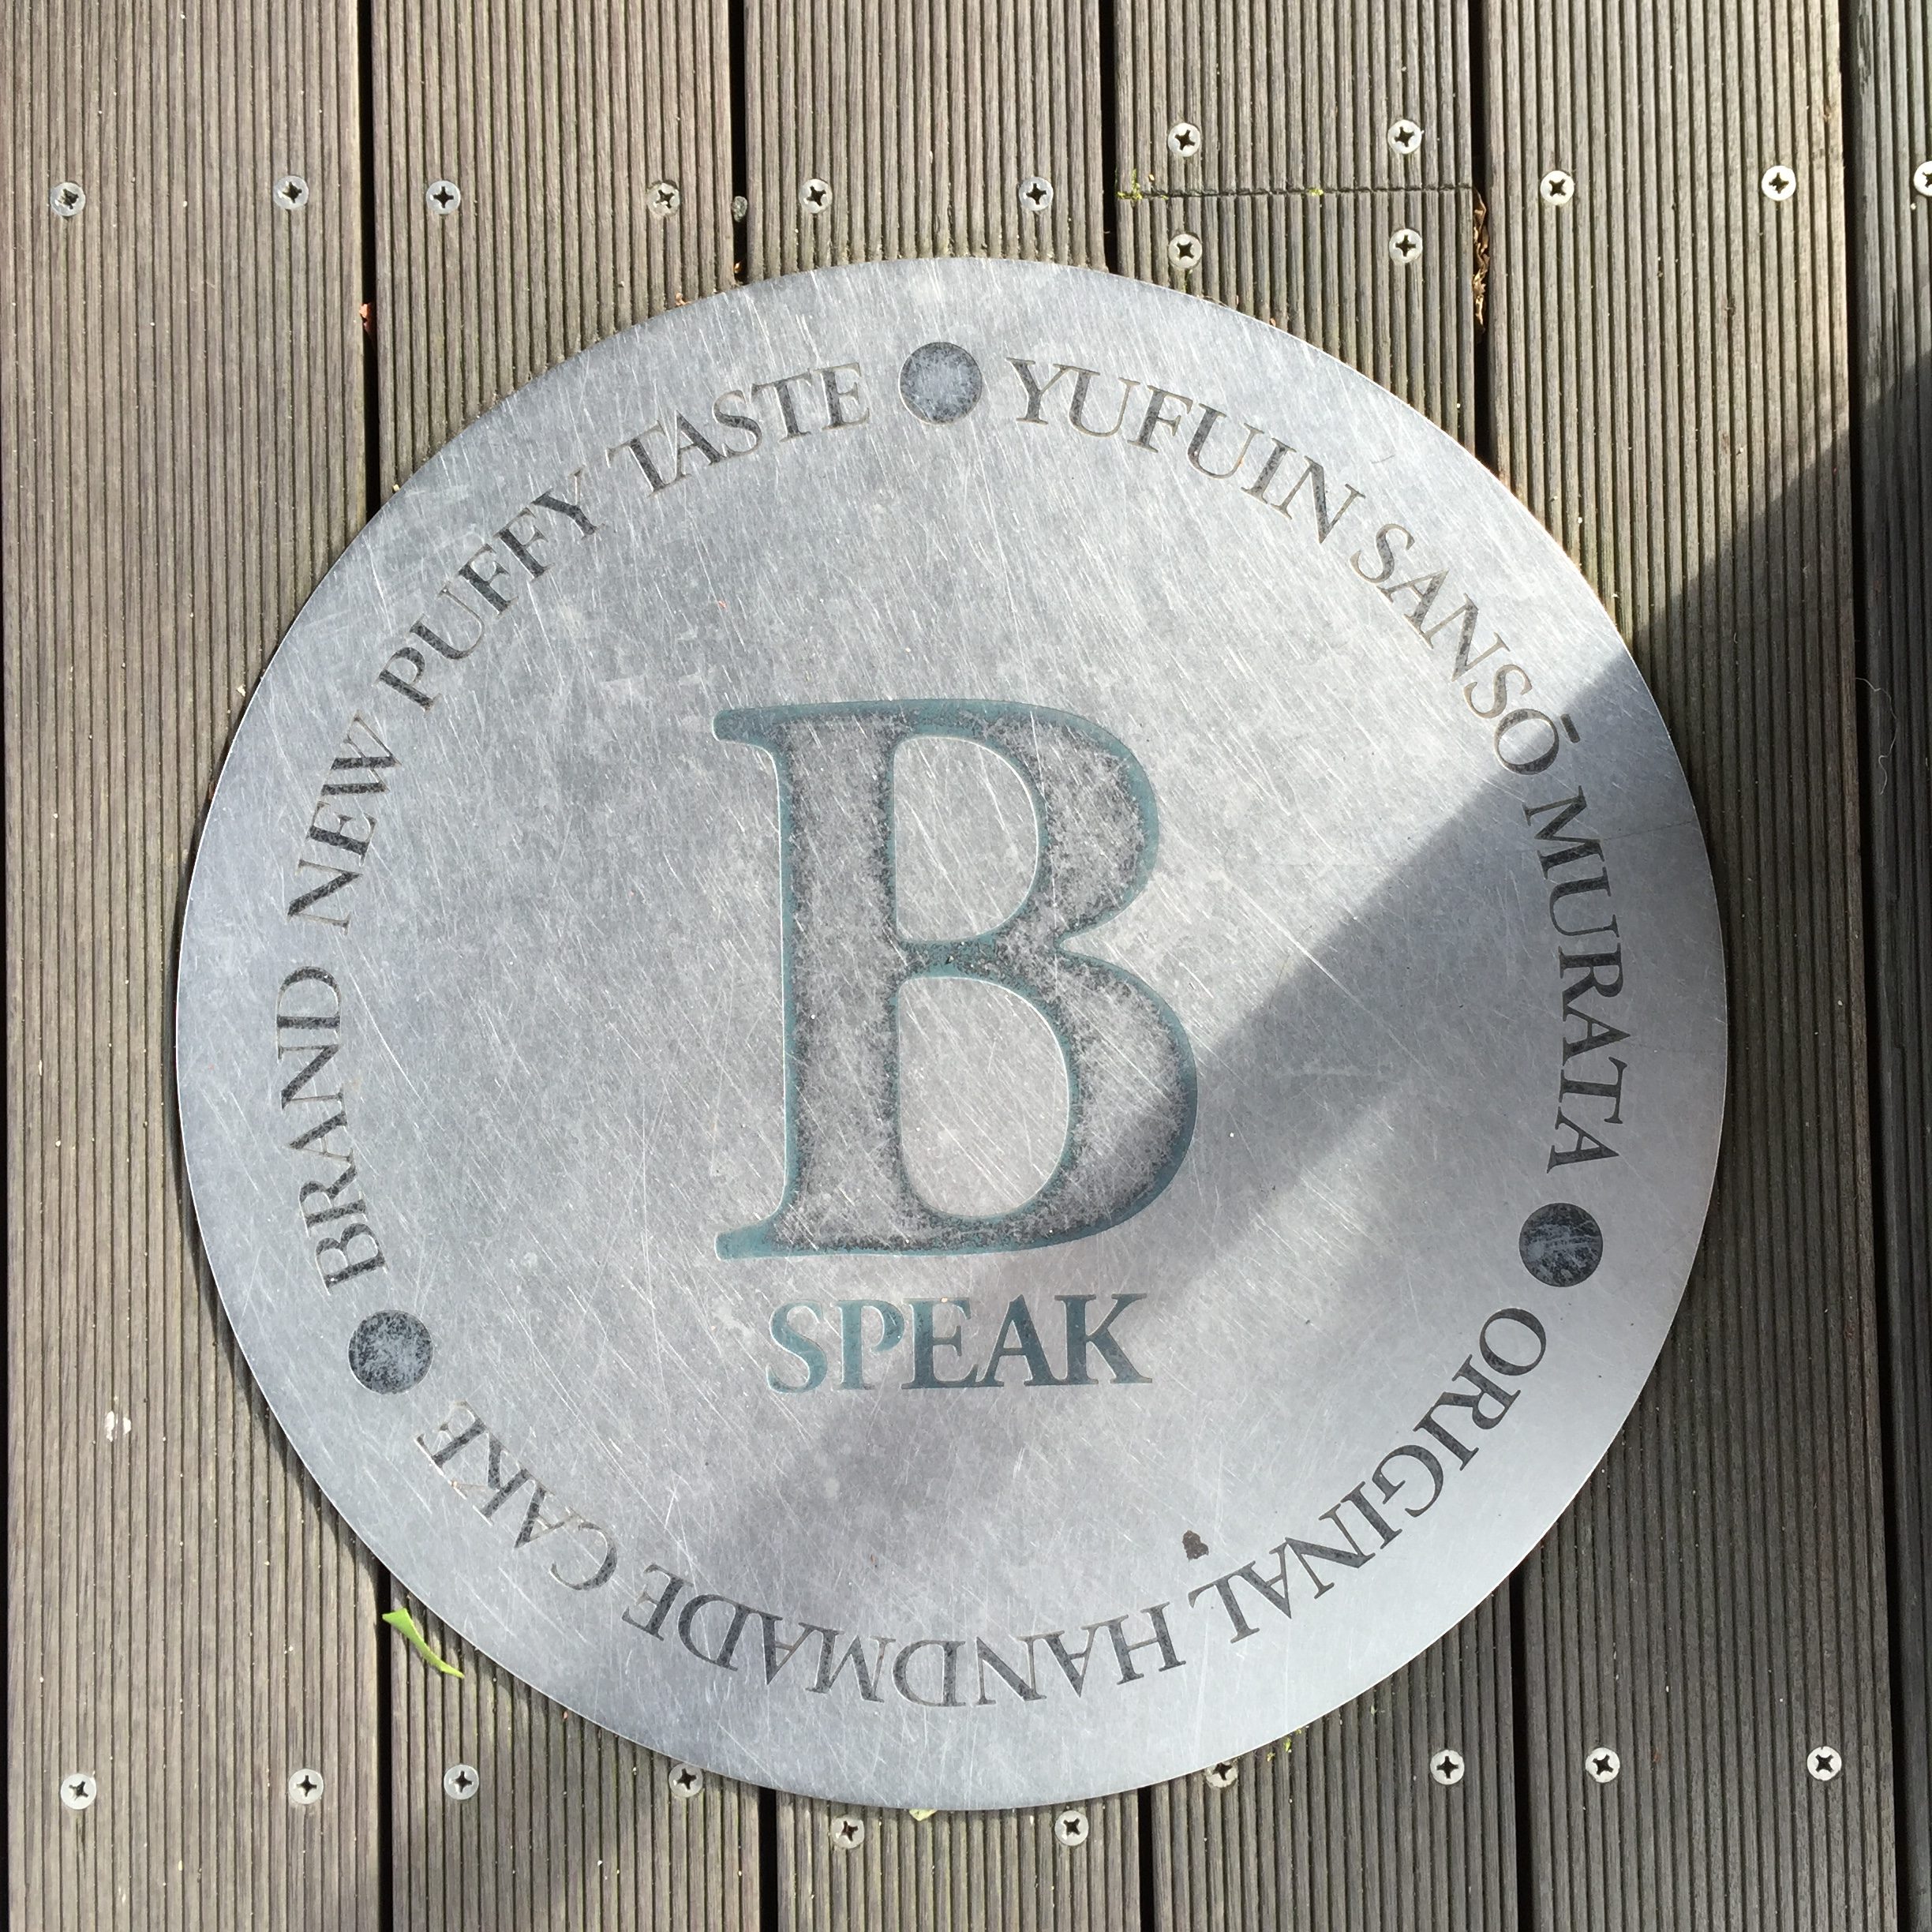 B
SPEAK
YUFUIN SANSŌ MURATA
ORIGINAL HANDMADE CAKE
BRAND NEW PUFFY TASTE